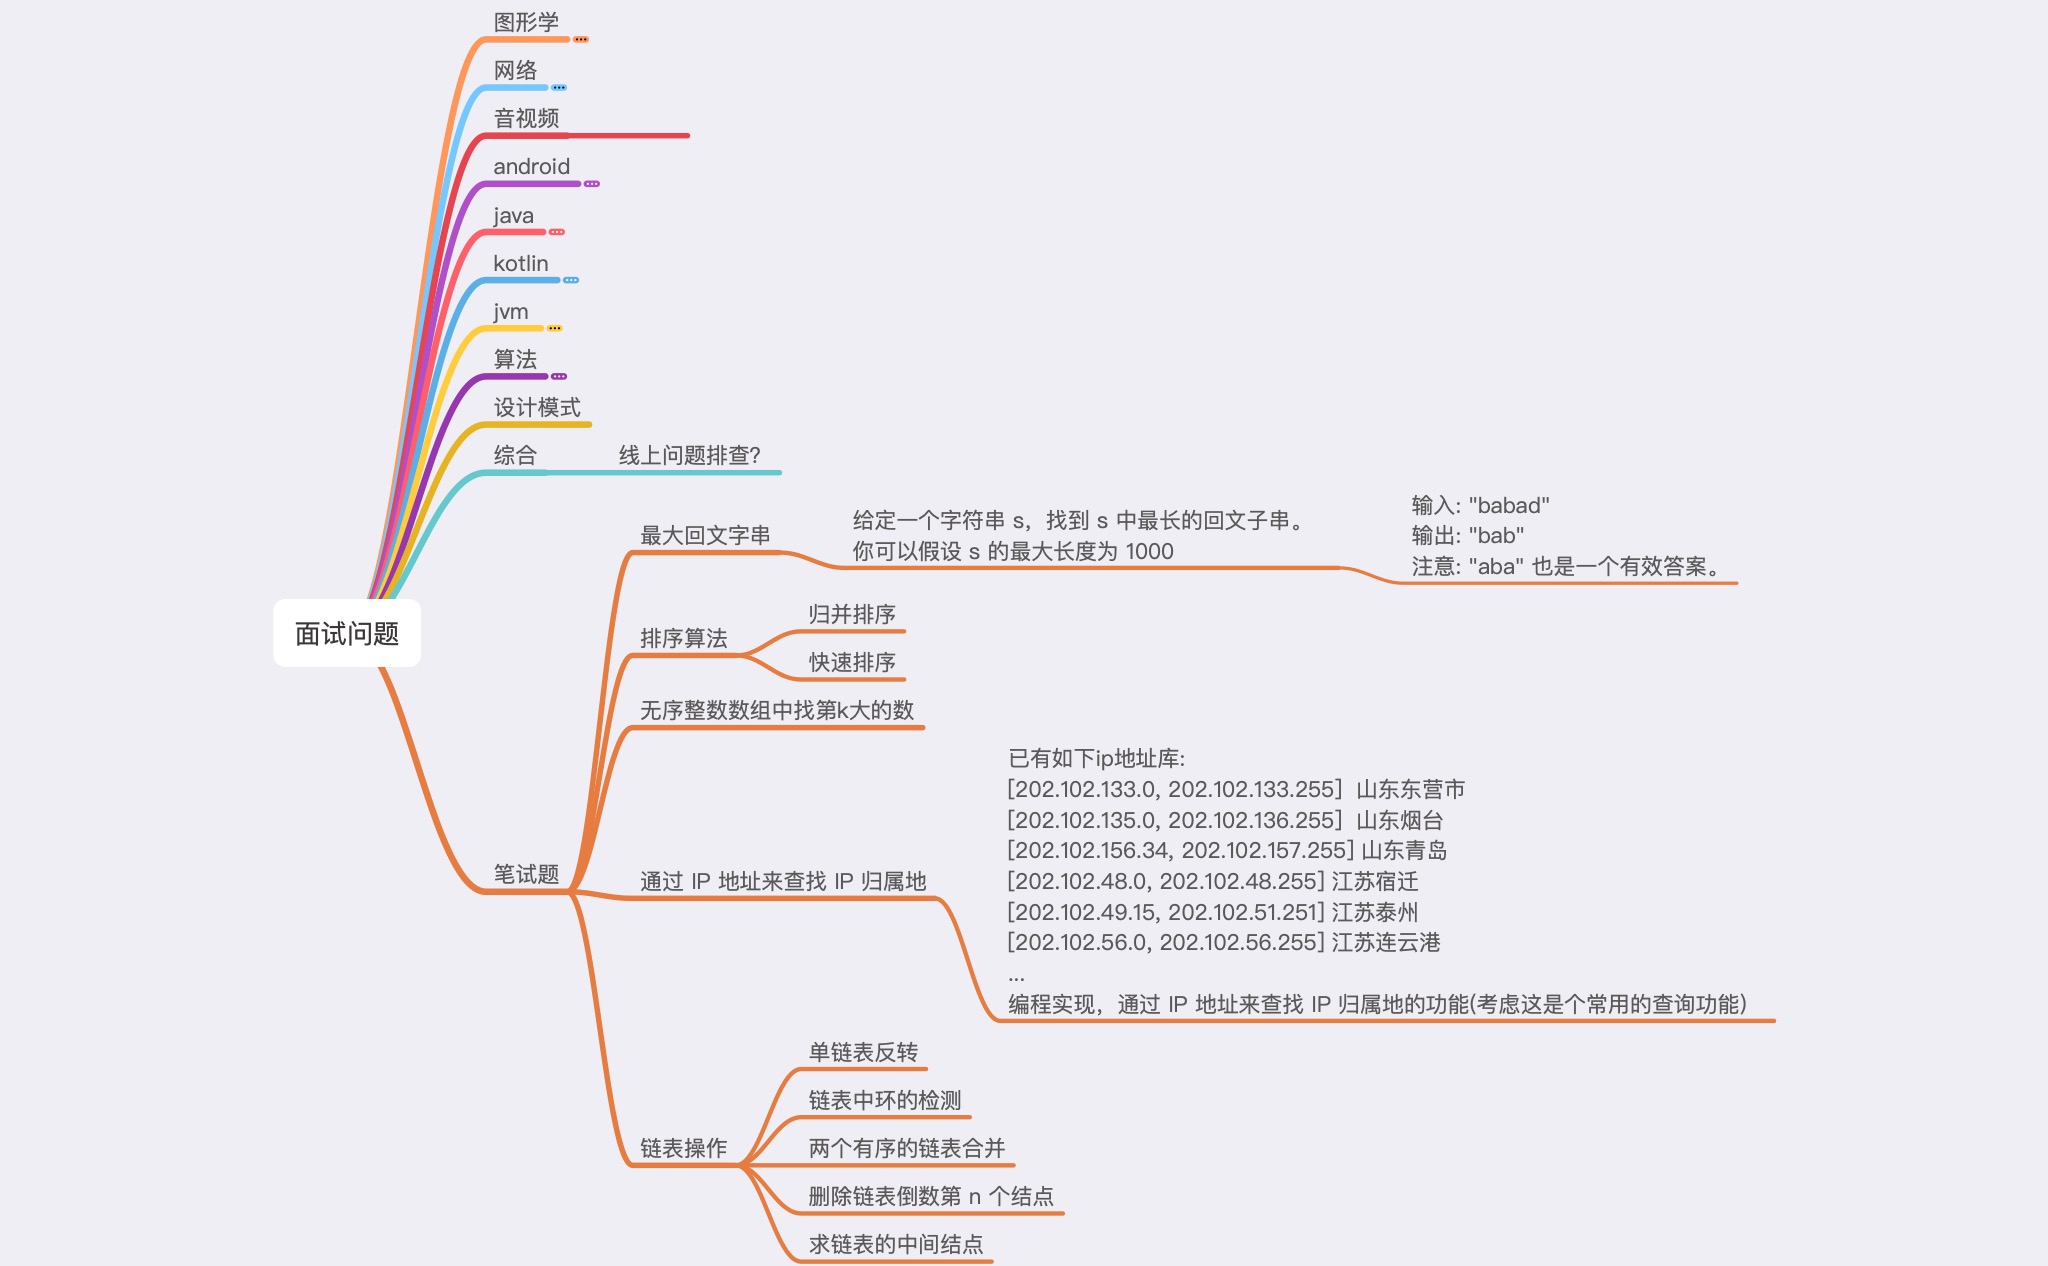 图形学
网络
音视频
android
java
kotlin
jvm
算法
设计模式
综合
线上问题排查?
面试问题
笔试题
最大回文字串
给定一个字符串 s，找到 s 中最长的回文子串。
你可以假设 s 的最大长度为 1000
输入: "babad"
输出: "bab"
注意: "aba" 也是一个有效答案。
排序算法
归并排序
快速排序
无序整数数组中找第k大的数
通过 IP 地址来查找 IP 归属地
已有如下ip地址库:
[202.102.133.0, 202.102.133.255] 山东东营市
[202.102.135.0, 202.102.136.255] 山东烟台
[202.102.156.34, 202.102.157.255] 山东青岛
[202.102.48.0, 202.102.48.255] 江苏宿迁
[202.102.49.15, 202.102.51.251] 江苏泰州
[202.102.56.0, 202.102.56.255] 江苏连云港
...
编程实现，通过 IP 地址来查找 IP 归属地的功能(考虑这是个常用的查询功能)
链表操作
单链表反转
链表中环的检测
两个有序的链表合并
删除链表倒数第 n 个结点
求链表的中间结点